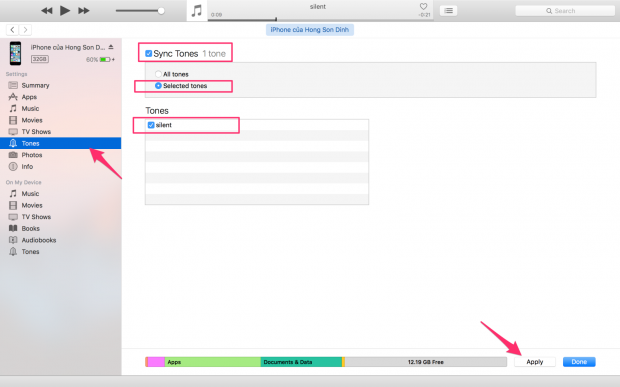 silent
0:09
-0:21
Search
iPhone của Hong Son Dinh
iPhone của Hong Son D...
32GB
60%
Settings
Summary
Apps
Music
Movies
TV Shows
Tones
Photos
Info
On My Device
Music
Movies
TV Shows
Books
Audiobooks
Tones
Sync Tones 1 tone
All tones
Selected tones
Tones
silent
Apps
Documents & Data
12.19 GB Free
Apply
Done